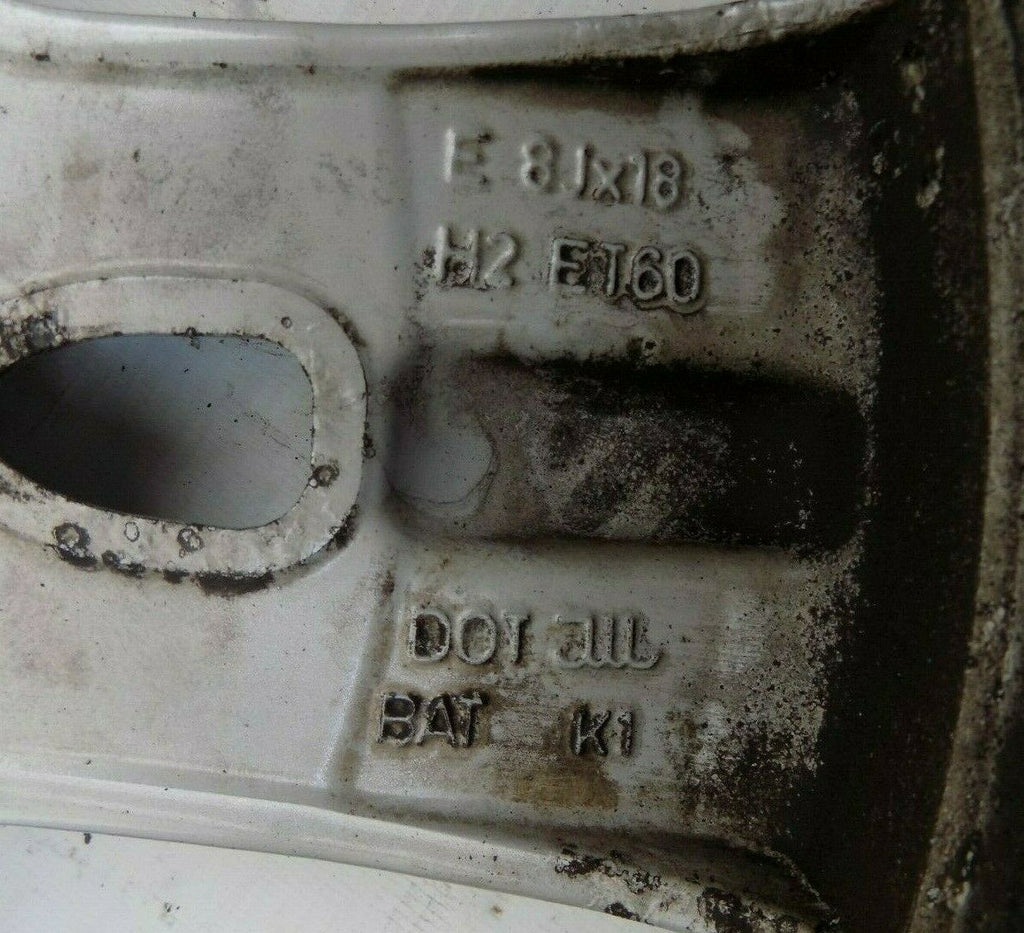 E 8Jx18
H2 ET60
DOT
BAT K1